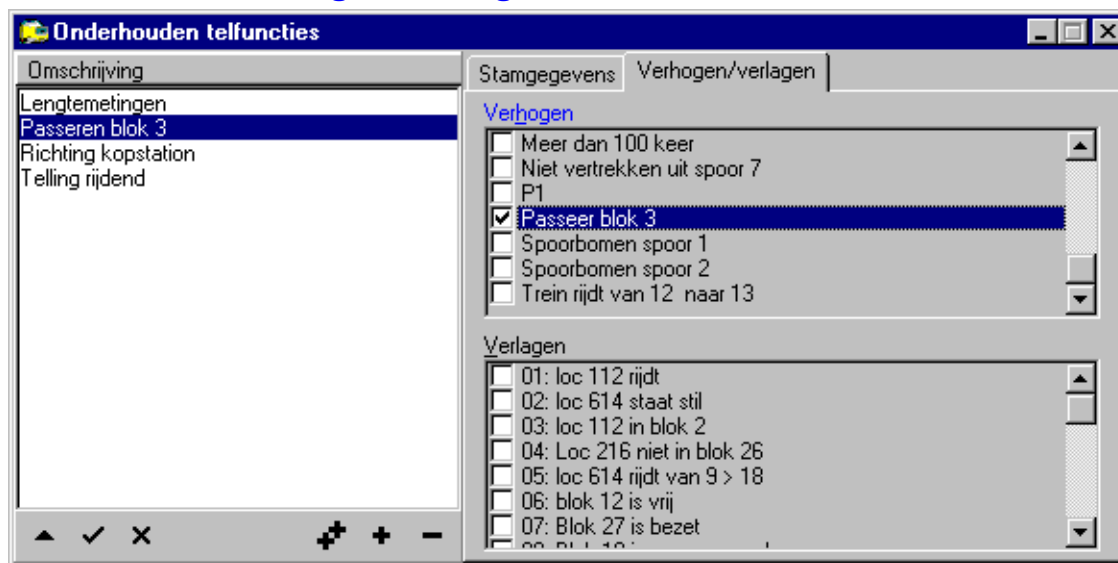 Onderhouden telfuncties
Omschrijving
Lengtemetingen
Passeren blok 3
Richting kopstation
Telling rijdend
Stamgegevens
Verhogen/verlagen
Verhogen
Meer dan 100 keer
Niet vertrekken uit spoor 7
P1
Passeer blok 3
Spoorbomen spoor 1
Spoorbomen spoor 2
Trein rijdt van 12 naar 13
Verlagen
01: loc 112 rijdt
02: loc 614 staat stil
03: loc 112 in blok 2
04: Loc 216 niet in blok 26
05: loc 614 rijdt van 9 > 18
06: blok 12 is vrij
07: Blok 27 is bezet